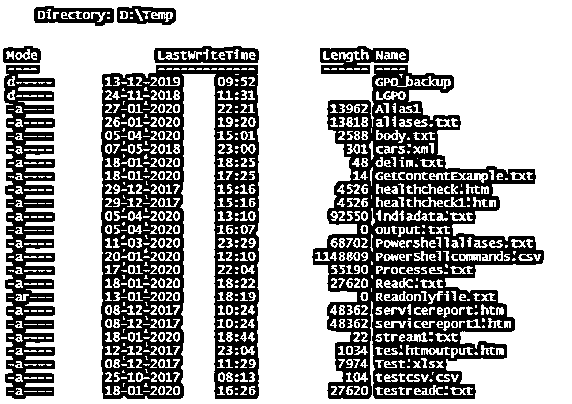 Directory: D:\Temp
Mode LastWriteTime Length Name
---- ------------- ------ ----
d----- 13-12-2019 09:52 GPO_backup
d----- 24-11-2018 11:31 LGPO
-a---- 27-01-2020 22:21 13962 Alias1
-a---- 26-01-2020 19:20 13818 aliases.txt
-a---- 05-04-2020 15:01 2588 body.txt
-a---- 07-05-2018 23:00 301 cars.xml
-a---- 18-01-2020 18:25 48 delim.txt
-a---- 18-01-2020 17:25 14 GetContentExample.txt
-a---- 29-12-2017 15:16 4526 healthcheck.htm
-a---- 29-12-2017 15:16 4526 healthcheck1.htm
-a---- 05-04-2020 13:10 92550 indiadata.txt
-a---- 05-04-2020 16:07 0 output.txt
-a---- 11-03-2020 23:29 68702 Powershellaliases.txt
-a---- 20-01-2020 12:10 1148809 PowerShellcommands.csv
-a---- 17-01-2020 22:04 53190 Processes.txt
-a---- 18-01-2020 18:22 27620 ReadC.txt
-ar--- 13-01-2020 18:19 0 Readonlyfile.txt
-a---- 08-12-2017 10:24 48362 servicereport.htm
-a---- 08-12-2017 10:24 48362 servicereport1.htm
-a---- 18-01-2020 18:44 22 stream1.txt
-a---- 12-12-2017 23:04 1034 tes.htmoutput.htm
-a---- 08-12-2017 11:29 7974 Test.xlsx
-a---- 25-10-2017 08:13 104 testcsv.csv
-a---- 18-01-2020 16:26 27620 testreadc.txt